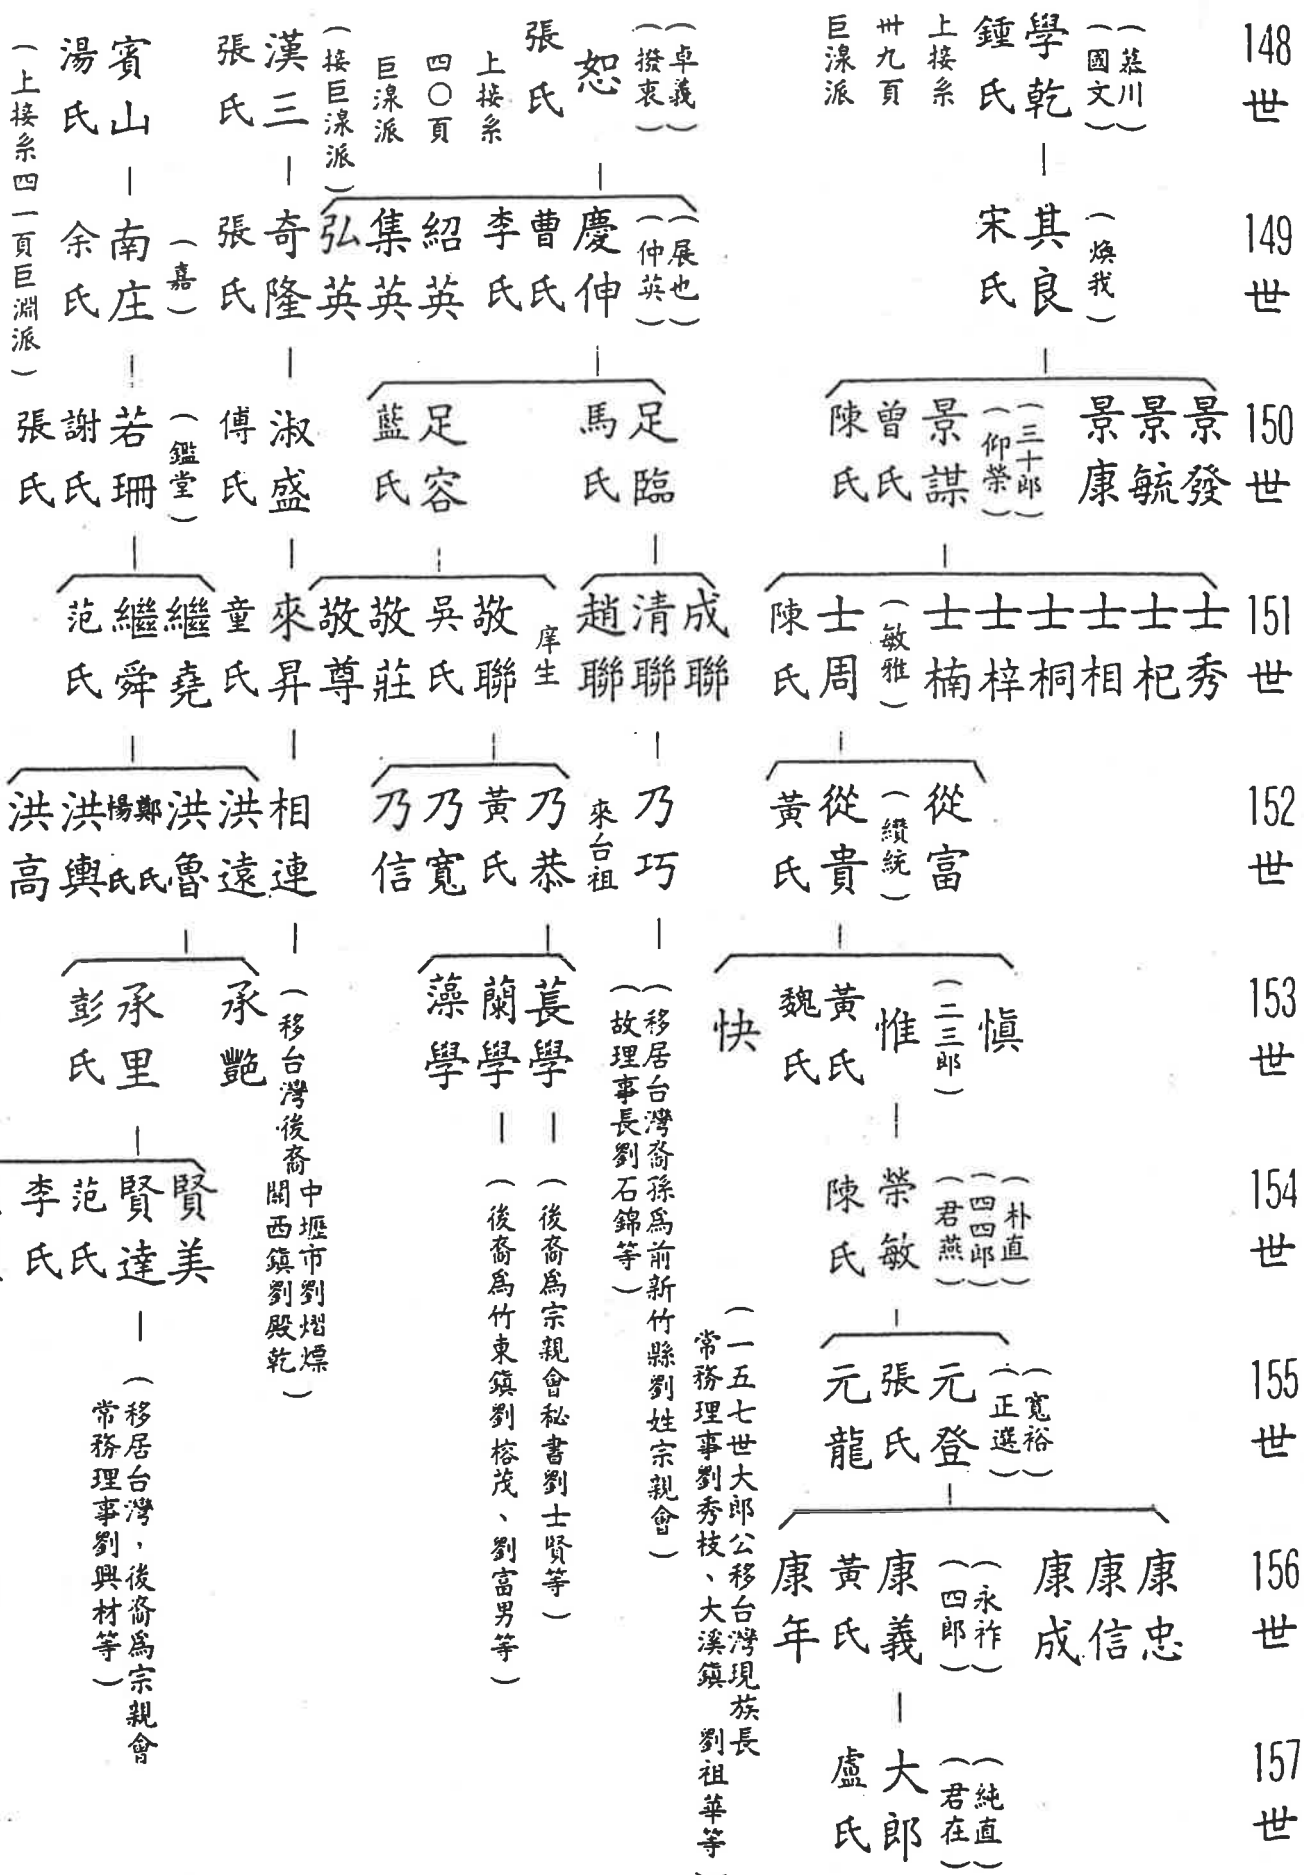 148世
(慕川)
(國文)
學乾
鍾氏
上接系
卅九頁
巨湶派
(卓義)
(撥衷)
恕
張氏
上接系
四〇頁
巨湶派
(接巨湶派)
漢三
張氏
賓山
湯氏
(上接系四一頁巨淵派)
149世
(煥我)
其良
宋氏
(展也)
(仲英)
慶伸
曹氏
李氏
紹英
集英
弘英
奇隆
張氏
(嘉)
南庄
余氏
150世
景發
景毓
景康
(三十郎)
(仰榮)
景謀
曾氏
陳氏
足臨
馬氏
足容
藍氏
淑盛
傅氏
(鑑堂)
若珊
謝氏
張氏
151世
士秀
士杞
士相
士桐
士梓
士楠
(敏雅)
士周
陳氏
成聯
清聯
趙聯
庠生
敬聯
吳氏
敬莊
敬尊
來昇
童氏
繼堯
繼舜
范氏
152世
從富
(纘統)
從貴
黃氏
乃巧
來台祖
乃恭
黃氏
乃寬
乃信
相連
洪遠
洪魯
鄭氏
楊氏
洪輿
洪高
153世
愼
(二三郎)
惟
黃氏
魏氏
快
(移居台灣裔孫為前新竹縣劉姓宗親會)
(故理事長劉石錦等)
萇學
蘭學
藻學
(移台灣後裔
中壢市劉熠煙
關西鎮劉殿乾)
承艷
承里
彭氏
154世
(朴直)
(四四郎)
(君燕)
榮敏
陳氏
(後裔為宗親會秘書劉士賢等)
(後裔為竹東鎮劉榕茂、劉富男等)
賢美
賢達
范氏
李氏
155世
(寬裕)
(正選)
元登
張氏
元龍
(一五七世大郎公移台灣現族長
常務理事劉秀枝、大溪鎮 劉祖華等)
(移居台灣,後裔為宗親會
常務理事劉興材等)
156世
康忠
康信
康成
(永祚)
(四郎)
康義
黃氏
康年
157世
(純直)
(君在)
大郎
盧氏